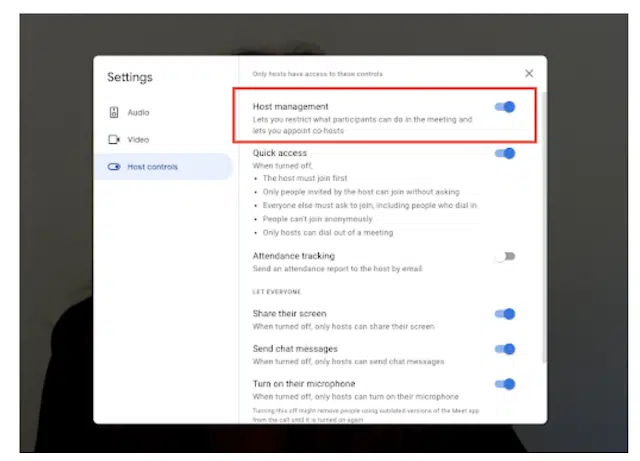 Settings
Audio
Video
Host controls
Only hosts have access to these controls
Host management
Lets you restrict what participants can do in the meeting and
lets you appoint co-hosts
Quick access
When turned off,
• The host must join first
• Only people invited by the host can join without asking
• Everyone else must ask to join, including people who dial in
• People can't join anonymously
• Only hosts can dial out of a meeting
Attendance tracking
Send an attendance report to the host by email
LET EVERYONE
Share their screen
When turned off, only hosts can share their screen
Send chat messages
When turned off, only hosts can send chat messages
Turn on their microphone
When turned off, only hosts can turn on their microphone
Turning this off might remove people using outdated versions of the Meet app
from the call until it is turned on again